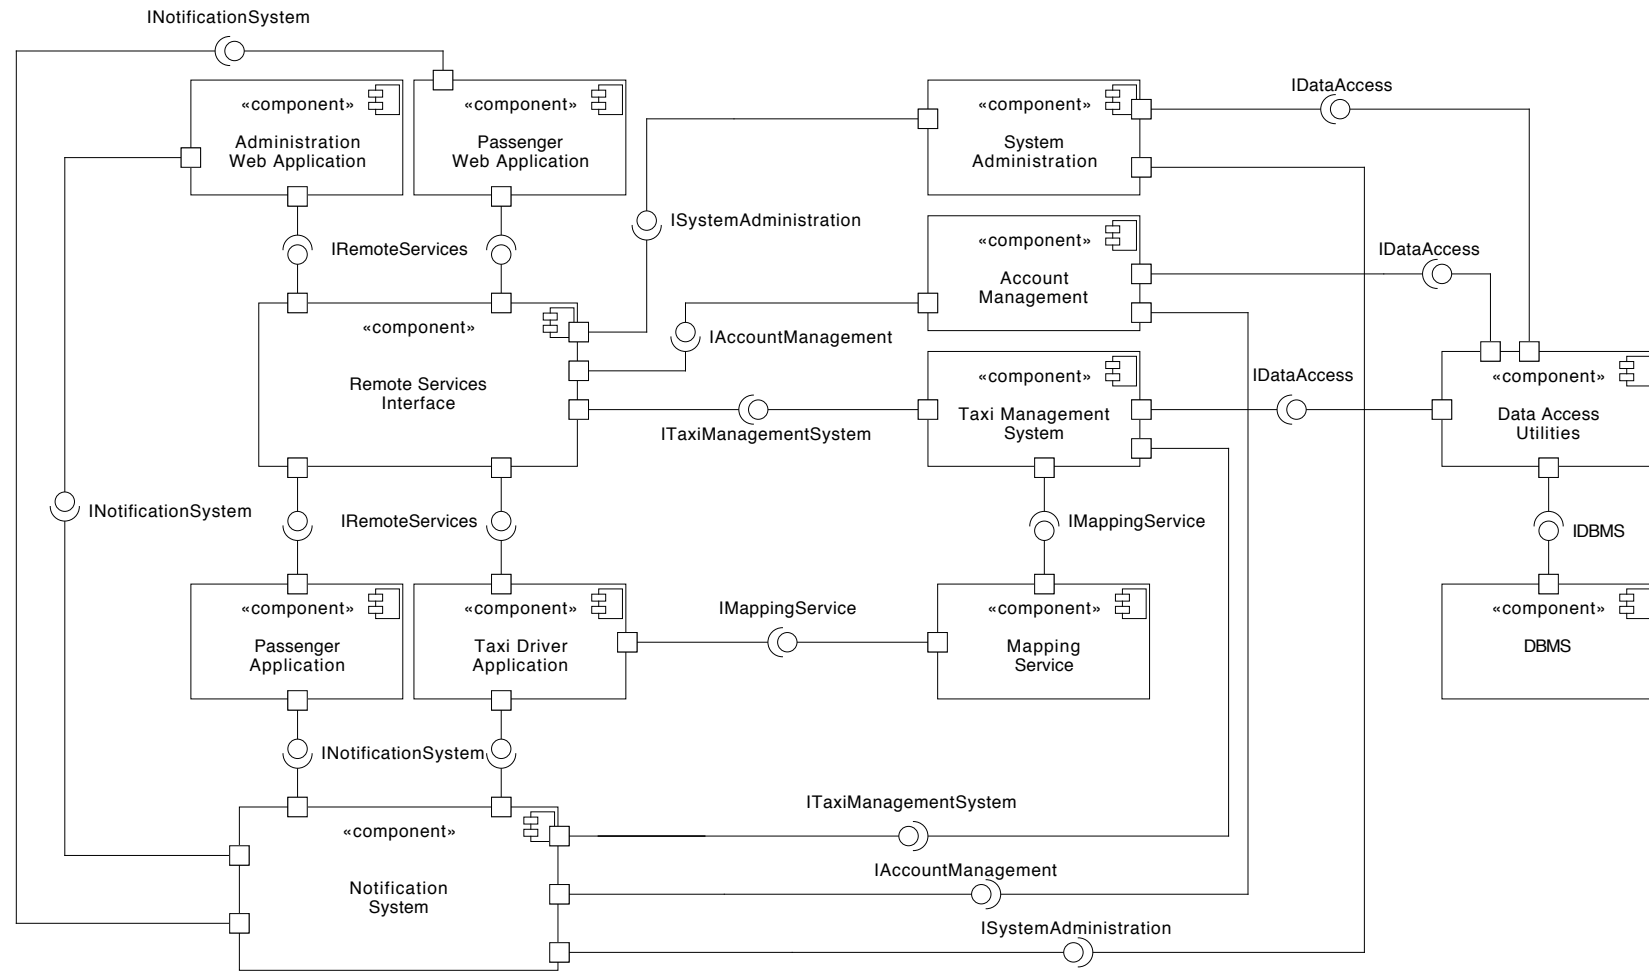 INotificationSystem
«component»
Administration
Web Application
«component»
Passenger
Web Application
«component»
System
Administration
IDataAccess
ISystemAdministration
IRemoteServices
«component»
Account
Management
IDataAccess
«component»
Remote Services
Interface
IAccountManagement
«component»
Taxi Management
System
IDataAccess
«component»
Data Access
Utilities
ITaxiManagementSystem
INotificationSystem
IRemoteServices
IMappingService
IDBMS
«component»
Passenger
Application
«component»
Taxi Driver
Application
IMappingService
«component»
Mapping
Service
«component»
DBMS
INotificationSystem
ITaxiManagementSystem
«component»
Notification
System
IAccountManagement
ISystemAdministration